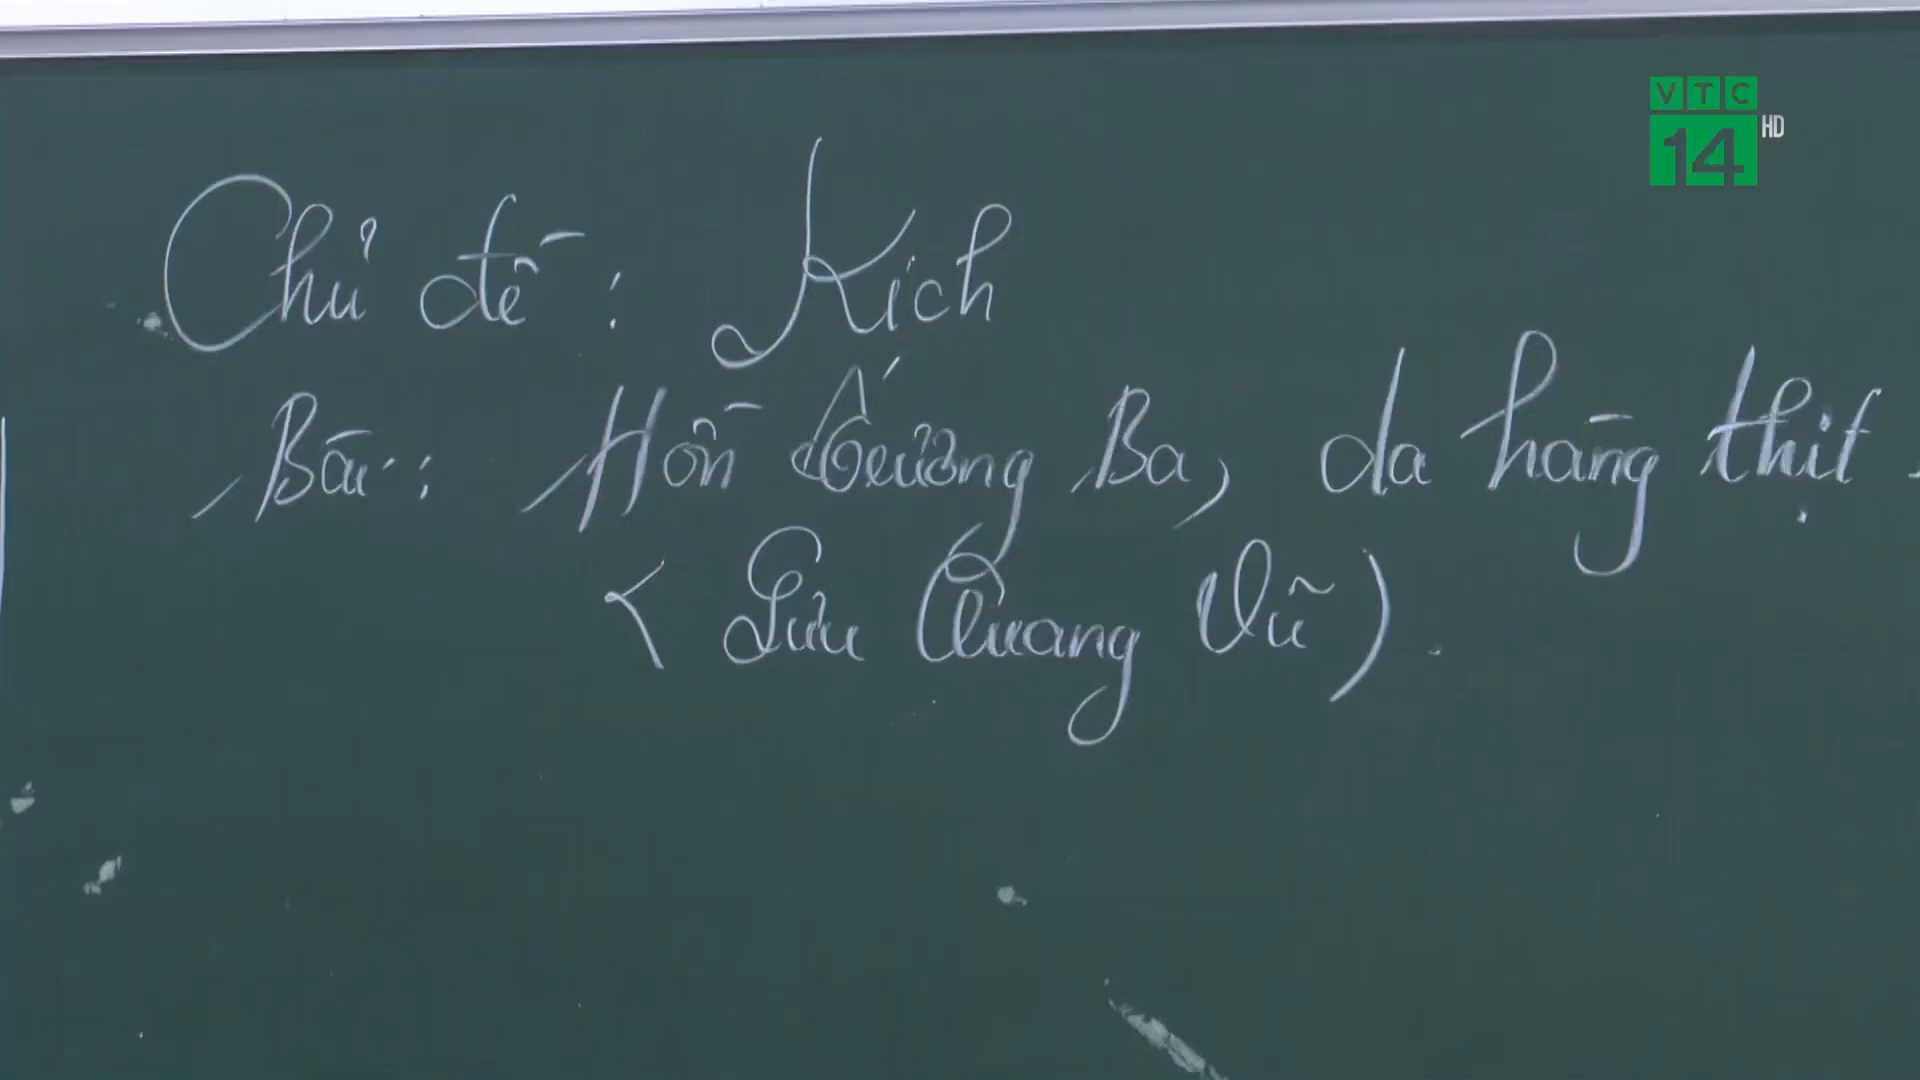 VTC
14 HD
Chủ đề: Kịch
Bài: Hồn Trương Ba, da hàng thịt.
(Lưu Quang Vũ).